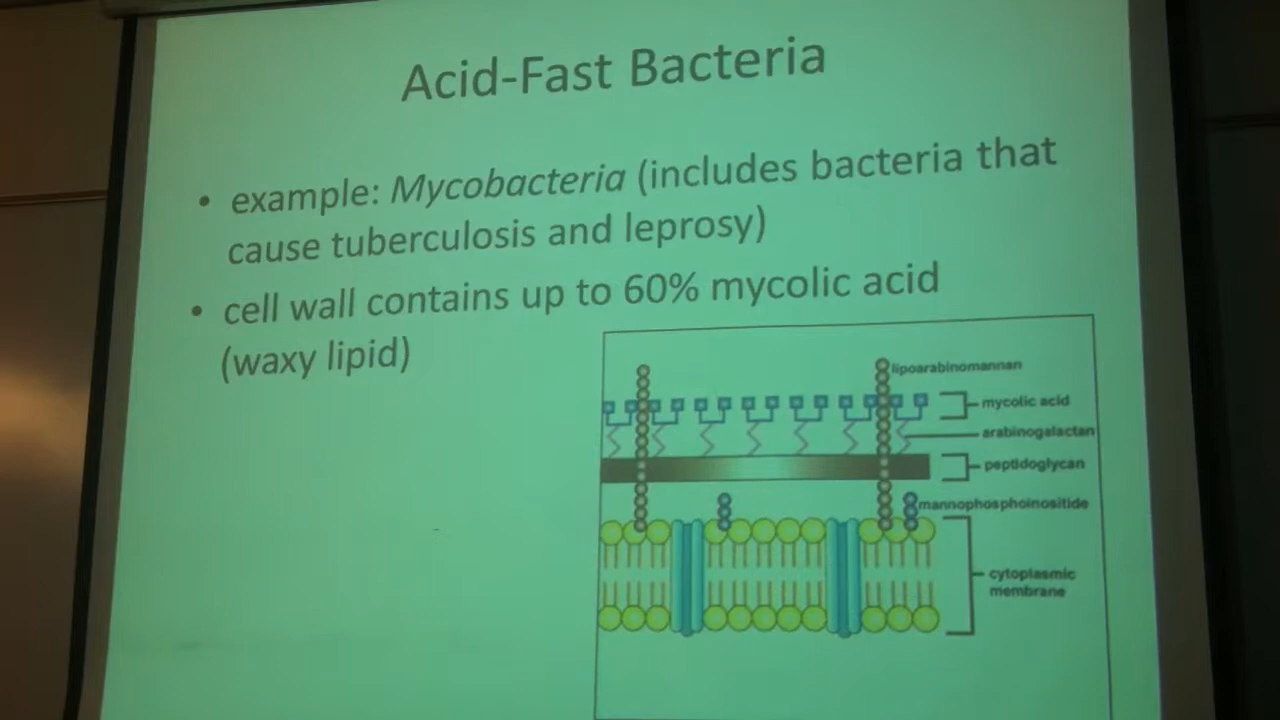 Acid-Fast Bacteria
• example: Mycobacteria (includes bacteria that
cause tuberculosis and leprosy)
• cell wall contains up to 60% mycolic acid
(waxy lipid)
lipoarabinomannan
mycolic acid
arabinogalactan
peptidoglycan
mannophosphoinositide
cytoplasmic
membrane